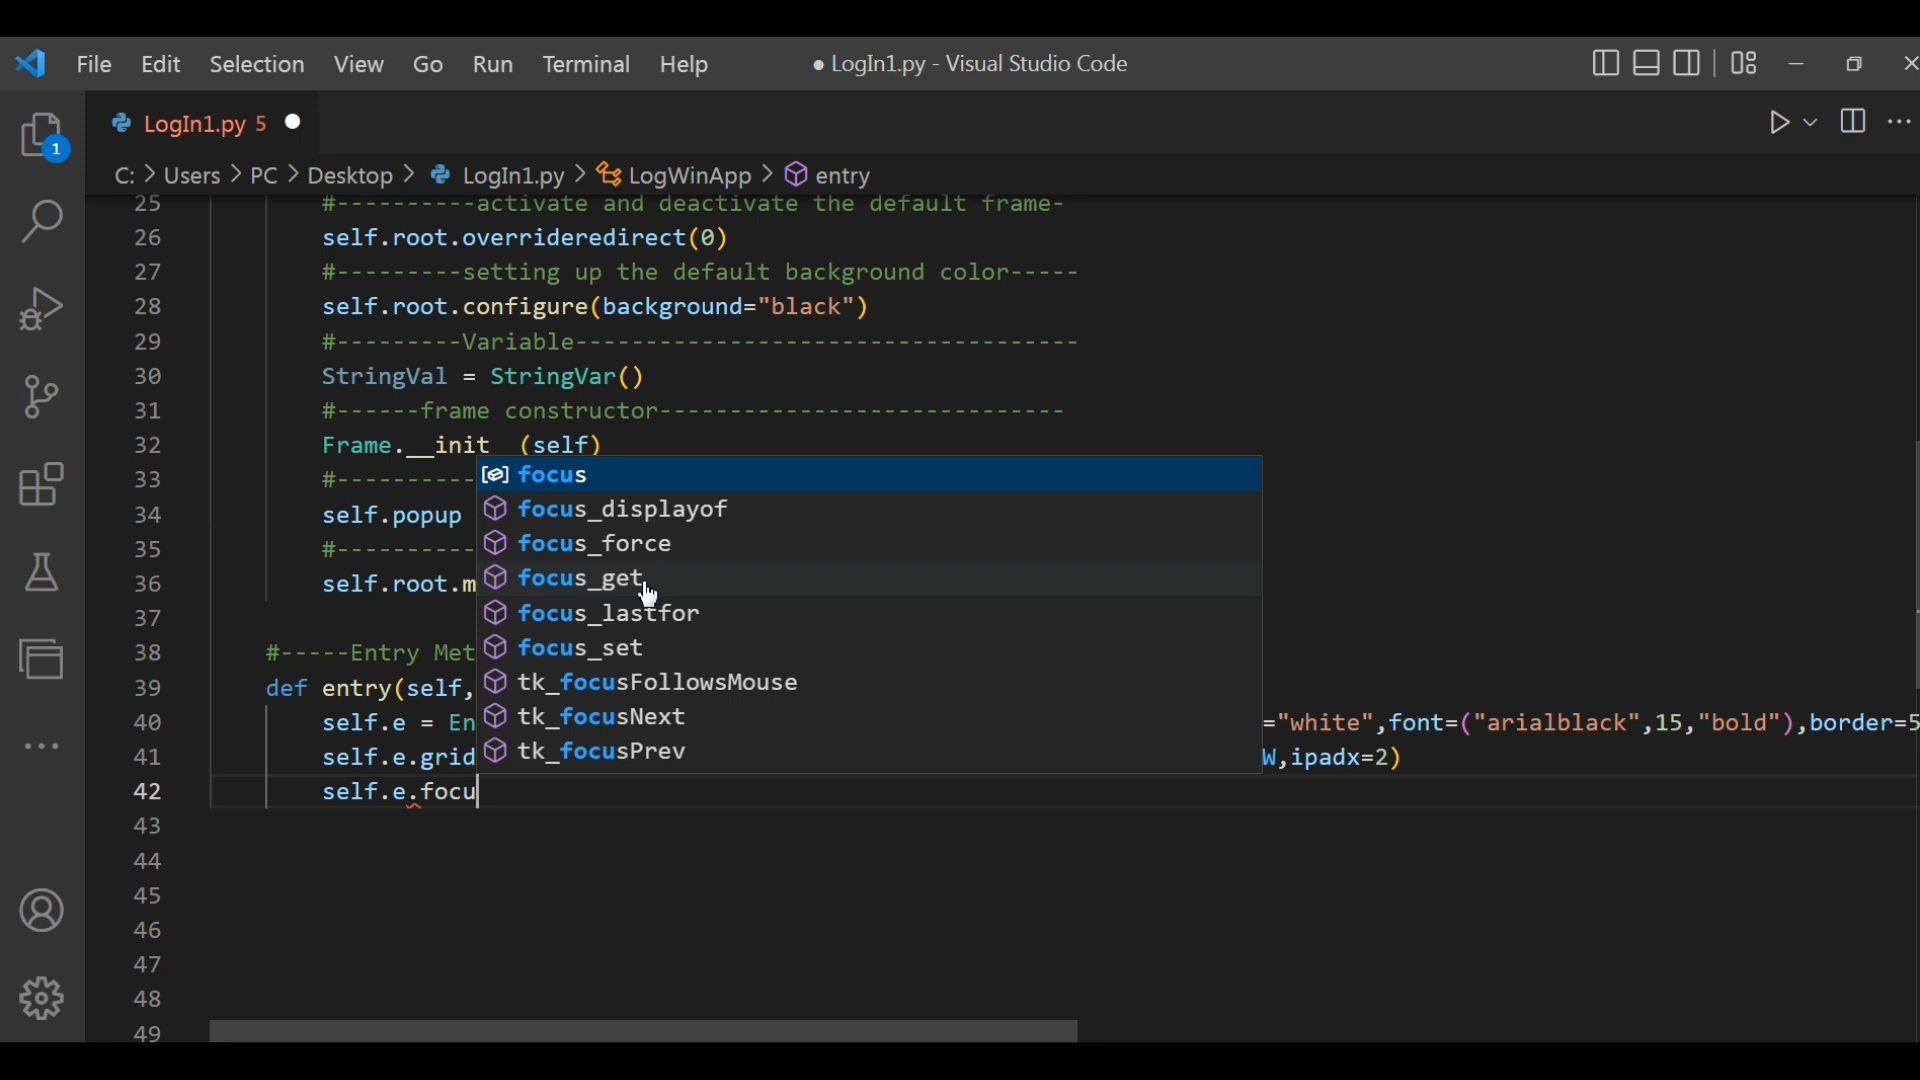 File Edit Selection View Go Run Terminal Help ● LogIn1.py - Visual Studio Code
LogIn1.py 5 ●
C: > Users > PC > Desktop > LogIn1.py > LogWinApp > entry
1
25 #----------activate and deactivate the default frame-
26 self.root.overrideredirect(0)
27 #---------setting up the default background color-----
28 self.root.configure(background="black")
29 #---------Variable------------------------------------
30 StringVal = StringVar()
31 #------frame constructor-----------------------------
32 Frame.__init__(self)
33 #----------
34 self.popup
35 #----------
36 self.root.m
37
38 #-----Entry Met
39 def entry(self,
40 self.e = En ="white",font=("arialblack",15,"bold"),border=5
41 self.e.grid W,ipadx=2)
42 self.e.focu
43
44
45
46
47
48
49
focus
focus_displayof
focus_force
focus_get
focus_lastfor
focus_set
tk_focusFollowsMouse
tk_focusNext
tk_focusPrev